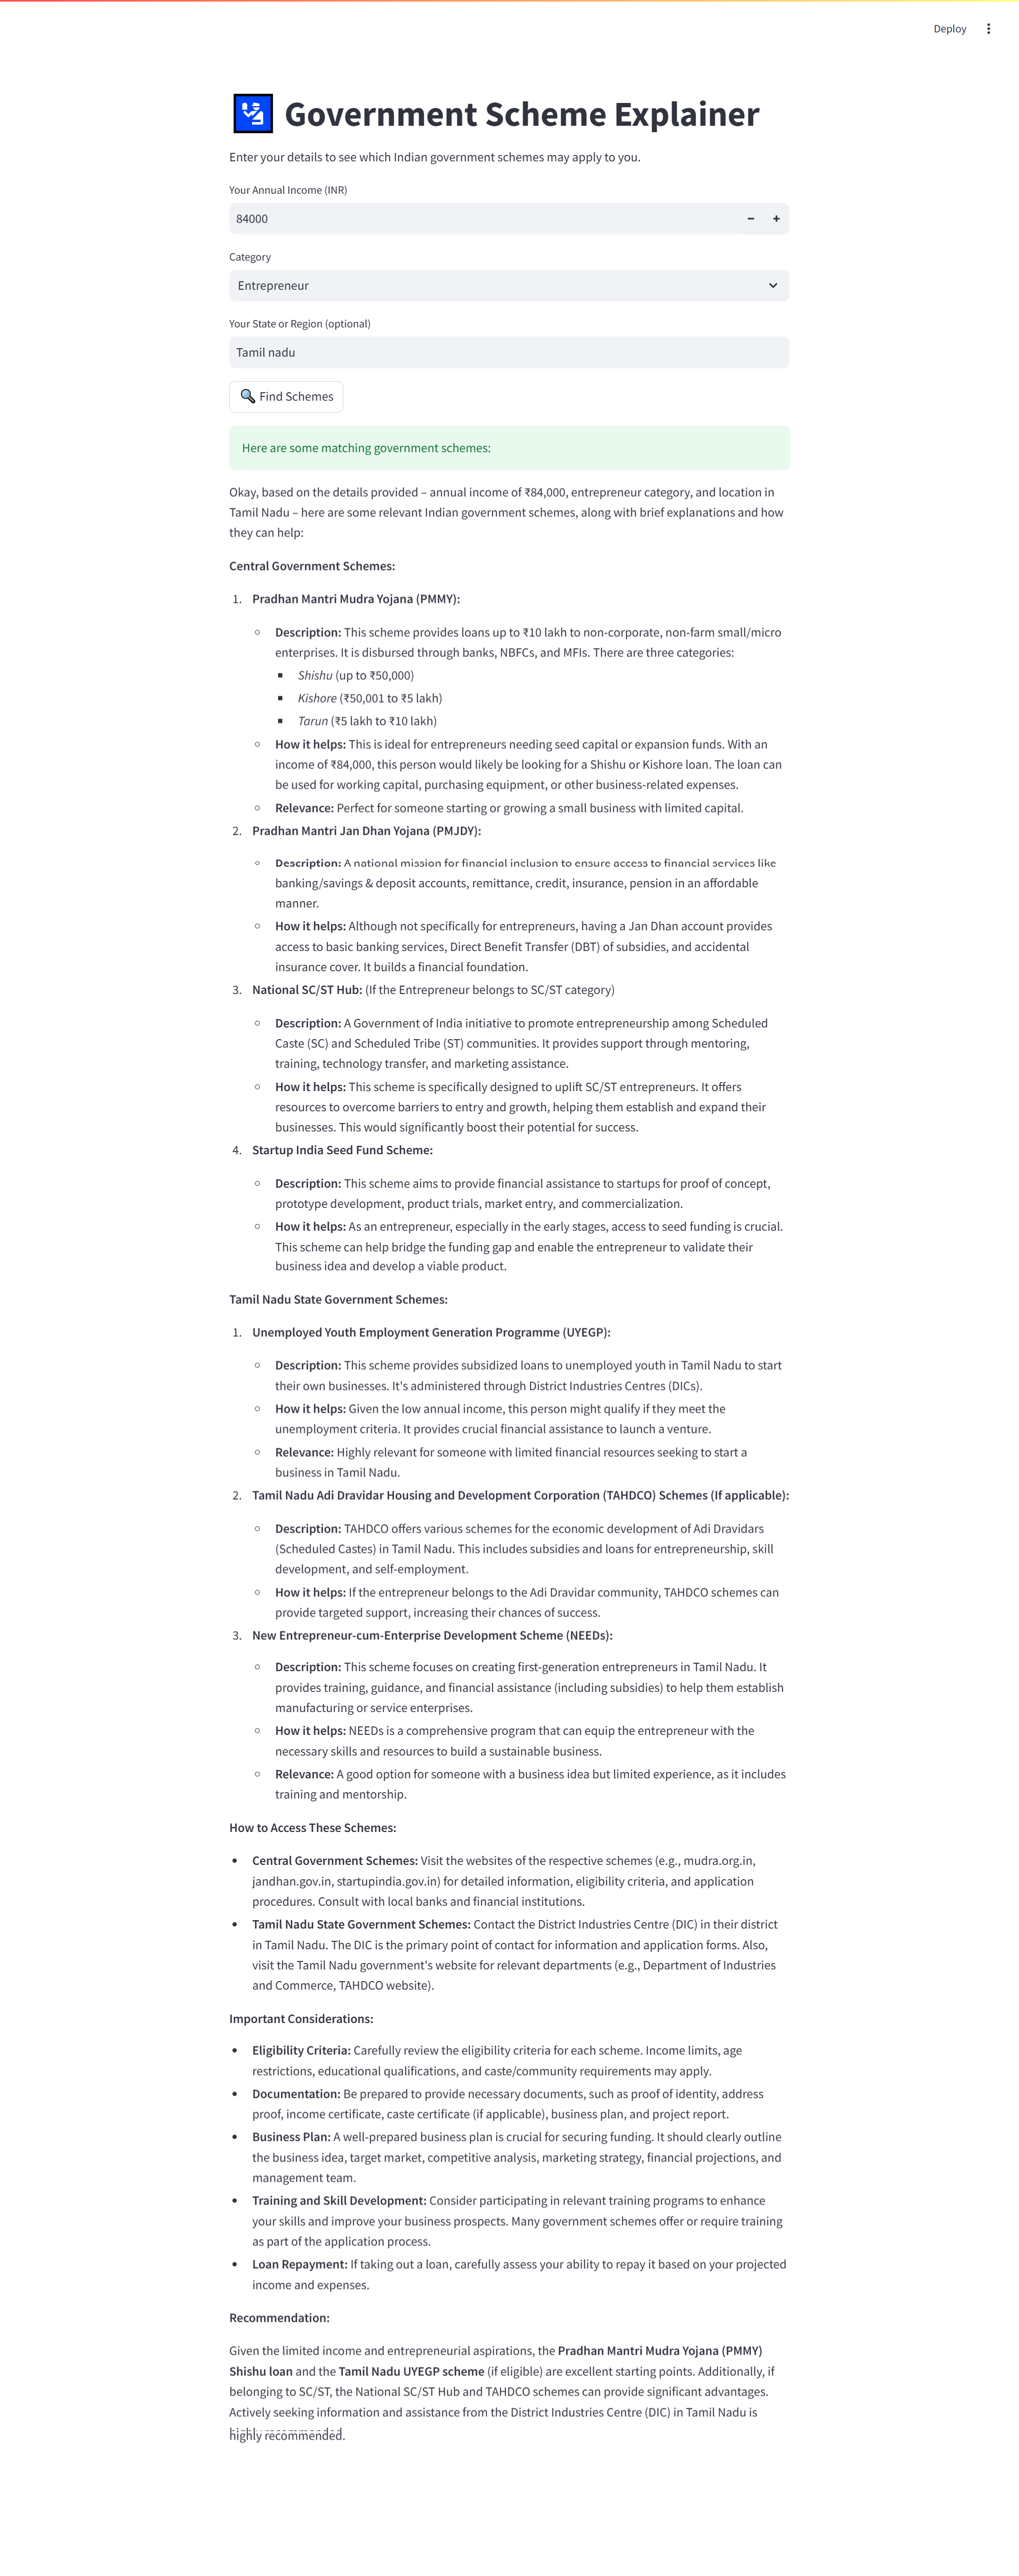 Deploy
Government Scheme Explainer
Enter your details to see which Indian government schemes may apply to you.
Your Annual Income (INR)
84000
Category
Entrepreneur
Your State or Region (optional)
Tamil nadu
Find Schemes
Here are some matching government schemes:
Okay, based on the details provided – annual income of ₹84,000, entrepreneur category, and location in
Tamil Nadu – here are some relevant Indian government schemes, along with brief explanations and how
they can help:
Central Government Schemes:
1. Pradhan Mantri Mudra Yojana (PMMY):
Description: This scheme provides loans up to ₹10 lakh to non-corporate, non-farm small/micro
enterprises. It is disbursed through banks, NBFCs, and MFIs. There are three categories:
Shishu (up to ₹50,000)
Kishore (₹50,001 to ₹5 lakh)
Tarun (₹5 lakh to ₹10 lakh)
How it helps: This is ideal for entrepreneurs needing seed capital or expansion funds. With an
income of ₹84,000, this person would likely be looking for a Shishu or Kishore loan. The loan can
be used for working capital, purchasing equipment, or other business-related expenses.
Relevance: Perfect for someone starting or growing a small business with limited capital.
2. Pradhan Mantri Jan Dhan Yojana (PMJDY):
Description: A national mission for financial inclusion to ensure access to financial services like
banking/savings & deposit accounts, remittance, credit, insurance, pension in an affordable
manner.
How it helps: Although not specifically for entrepreneurs, having a Jan Dhan account provides
access to basic banking services, Direct Benefit Transfer (DBT) of subsidies, and accidental
insurance cover. It builds a financial foundation.
3. National SC/ST Hub: (If the Entrepreneur belongs to SC/ST category)
Description: A Government of India initiative to promote entrepreneurship among Scheduled
Caste (SC) and Scheduled Tribe (ST) communities. It provides support through mentoring,
training, technology transfer, and marketing assistance.
How it helps: This scheme is specifically designed to uplift SC/ST entrepreneurs. It offers
resources to overcome barriers to entry and growth, helping them establish and expand their
businesses. This would significantly boost their potential for success.
4. Startup India Seed Fund Scheme:
Description: This scheme aims to provide financial assistance to startups for proof of concept,
prototype development, product trials, market entry, and commercialization.
How it helps: As an entrepreneur, especially in the early stages, access to seed funding is crucial.
This scheme can help bridge the funding gap and enable the entrepreneur to validate their
business idea and develop a viable product.
Tamil Nadu State Government Schemes:
1. Unemployed Youth Employment Generation Programme (UYEGP):
Description: This scheme provides subsidized loans to unemployed youth in Tamil Nadu to start
their own businesses. It's administered through District Industries Centres (DICs).
How it helps: Given the low annual income, this person might qualify if they meet the
unemployment criteria. It provides crucial financial assistance to launch a venture.
Relevance: Highly relevant for someone with limited financial resources seeking to start a
business in Tamil Nadu.
2. Tamil Nadu Adi Dravidar Housing and Development Corporation (TAHDCO) Schemes (If applicable):
Description: TAHDCO offers various schemes for the economic development of Adi Dravidars
(Scheduled Castes) in Tamil Nadu. This includes subsidies and loans for entrepreneurship, skill
development, and self-employment.
How it helps: If the entrepreneur belongs to the Adi Dravidar community, TAHDCO schemes can
provide targeted support, increasing their chances of success.
3. New Entrepreneur-cum-Enterprise Development Scheme (NEEDs):
Description: This scheme focuses on creating first-generation entrepreneurs in Tamil Nadu. It
provides training, guidance, and financial assistance (including subsidies) to help them establish
manufacturing or service enterprises.
How it helps: NEEDs is a comprehensive program that can equip the entrepreneur with the
necessary skills and resources to build a sustainable business.
Relevance: A good option for someone with a business idea but limited experience, as it includes
training and mentorship.
How to Access These Schemes:
Central Government Schemes: Visit the websites of the respective schemes (e.g., mudra.org.in,
jandhan.gov.in, startupindia.gov.in) for detailed information, eligibility criteria, and application
procedures. Consult with local banks and financial institutions.
Tamil Nadu State Government Schemes: Contact the District Industries Centre (DIC) in their district
in Tamil Nadu. The DIC is the primary point of contact for information and application forms. Also,
visit the Tamil Nadu government's website for relevant departments (e.g., Department of Industries
and Commerce, TAHDCO website).
Important Considerations:
Eligibility Criteria: Carefully review the eligibility criteria for each scheme. Income limits, age
restrictions, educational qualifications, and caste/community requirements may apply.
Documentation: Be prepared to provide necessary documents, such as proof of identity, address
proof, income certificate, caste certificate (if applicable), business plan, and project report.
Business Plan: A well-prepared business plan is crucial for securing funding. It should clearly outline
the business idea, target market, competitive analysis, marketing strategy, financial projections, and
management team.
Training and Skill Development: Consider participating in relevant training programs to enhance
your skills and improve your business prospects. Many government schemes offer or require training
as part of the application process.
Loan Repayment: If taking out a loan, carefully assess your ability to repay it based on your projected
income and expenses.
Recommendation:
Given the limited income and entrepreneurial aspirations, the Pradhan Mantri Mudra Yojana (PMMY)
Shishu loan and the Tamil Nadu UYEGP scheme (if eligible) are excellent starting points. Additionally, if
belonging to SC/ST, the National SC/ST Hub and TAHDCO schemes can provide significant advantages.
Actively seeking information and assistance from the District Industries Centre (DIC) in Tamil Nadu is
highly recommended.